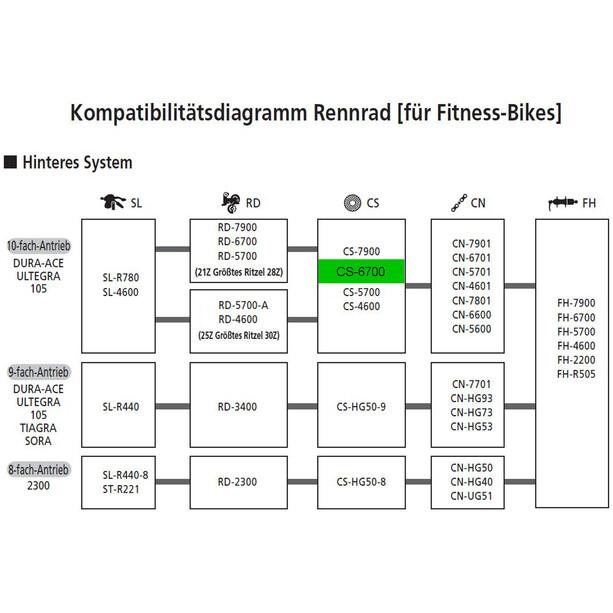 Kompatibilitätsdiagramm Rennrad [für Fitness-Bikes]
Hinteres System
SL
RD
CS
CN
FH
10-fach-Antrieb
DURA-ACE
ULTEGRA
105
SL-R780
SL-4600
RD-7900
RD-6700
RD-5700
(21Z Größtes Ritzel 28Z)
RD-5700-A
RD-4600
(25Z Größtes Ritzel 30Z)
CS-7900
CS-6700
CS-5700
CS-4600
CN-7901
CN-6701
CN-5701
CN-4601
CN-7801
CN-6600
CN-5600
FH-7900
FH-6700
FH-5700
FH-4600
FH-2200
FH-R505
9-fach-Antrieb
DURA-ACE
ULTEGRA
105
TIAGRA
SORA
SL-R440
RD-3400
CS-HG50-9
CN-7701
CN-HG93
CN-HG73
CN-HG53
8-fach-Antrieb
2300
SL-R440-8
ST-R221
RD-2300
CS-HG50-8
CN-HG50
CN-HG40
CN-UG51